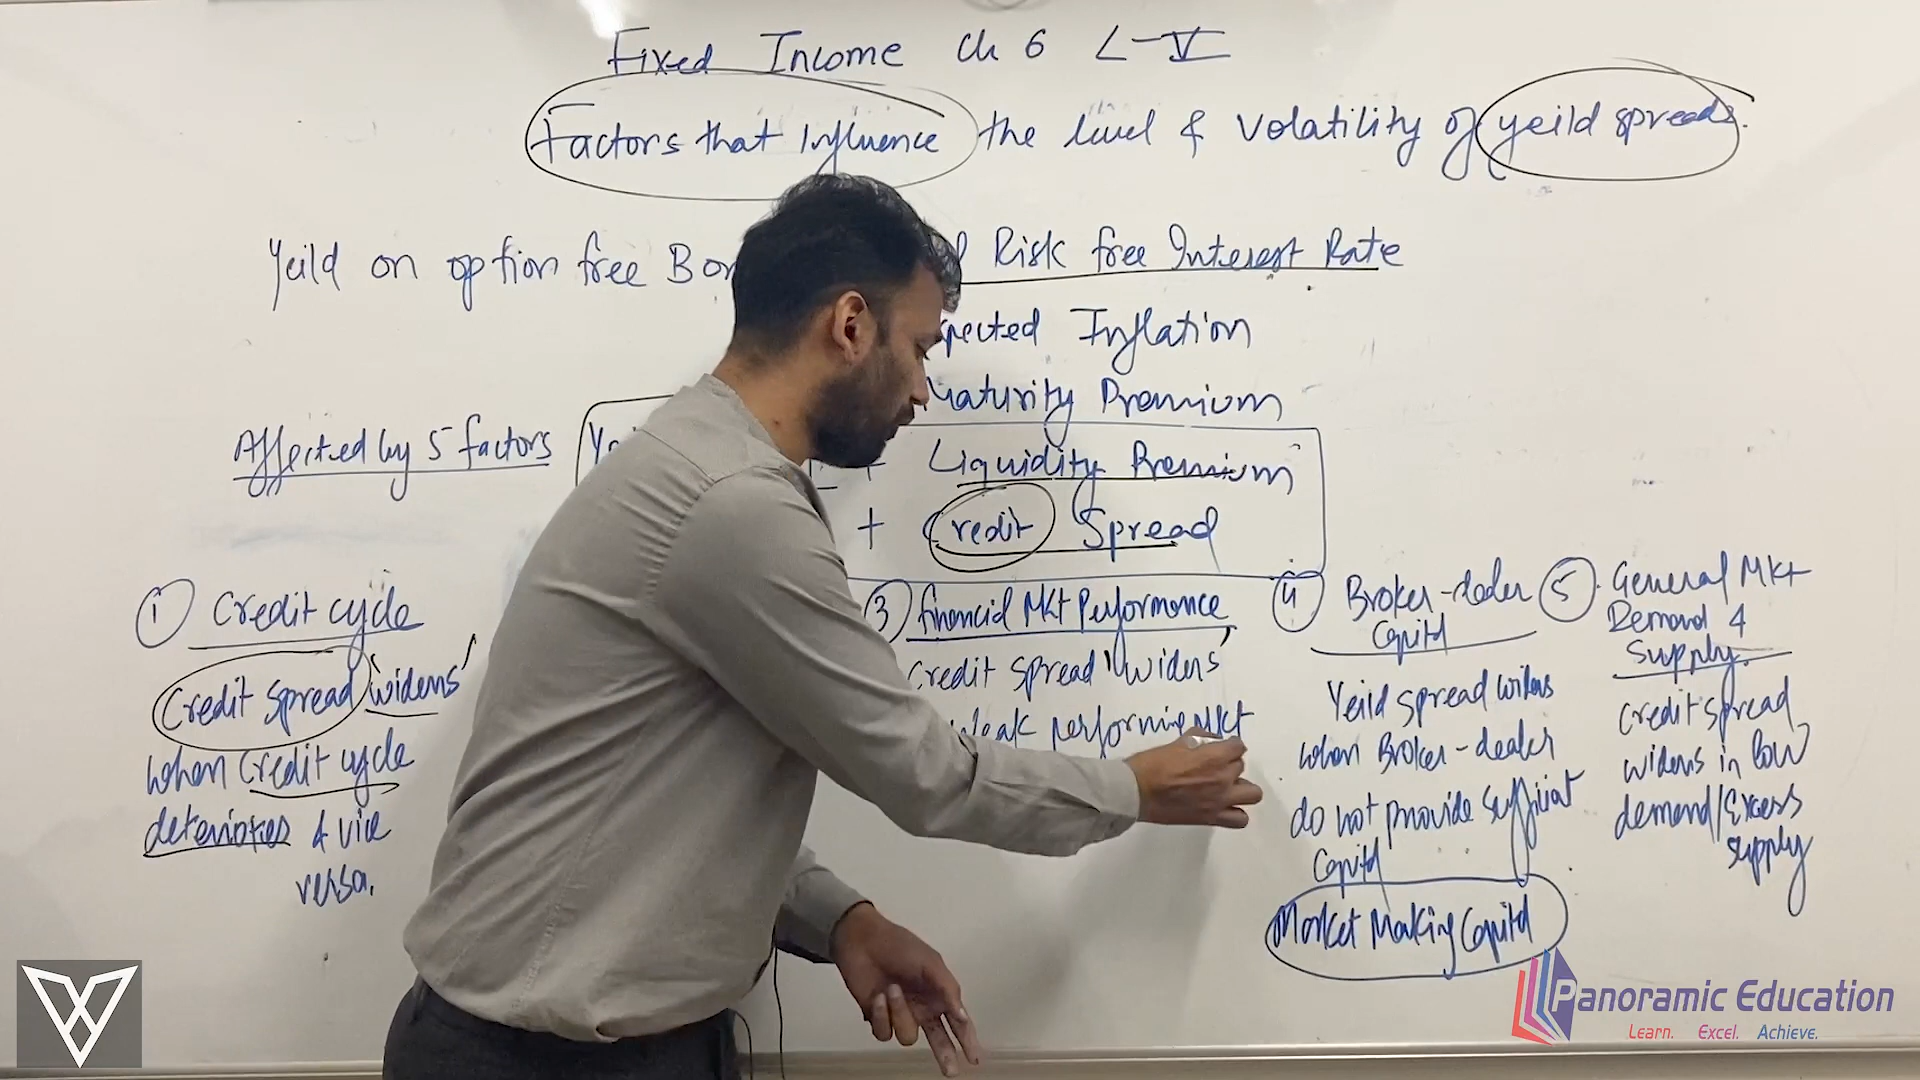 Fixed Income Ch 6 L-V
Factors that Influence the level & Volatility of yeild spreads.
Yeild on option free Bon
Risk free Interest Rate
pected Inflation
Maturity Premium
Affected by 5 factors
+ Liquidity Premium
+ Credit Spread
① Credit cycle
Credit Spread "widens"
when Credit cycle
deteriorates & vice
versa.
3 financial Mkt Performance
Credit spread "widens"
weak performing Mkt
4 Broker-dealer
Capital
Yeild spread widens
when Broker-dealer
do not provide sufficient
Capital
Market Making Capital
⑤ General Mkt
Demand &
Supply.
Credit spread
widens in low
demand/Excess
supply
Panoramic Education
Learn. Excel. Achieve.